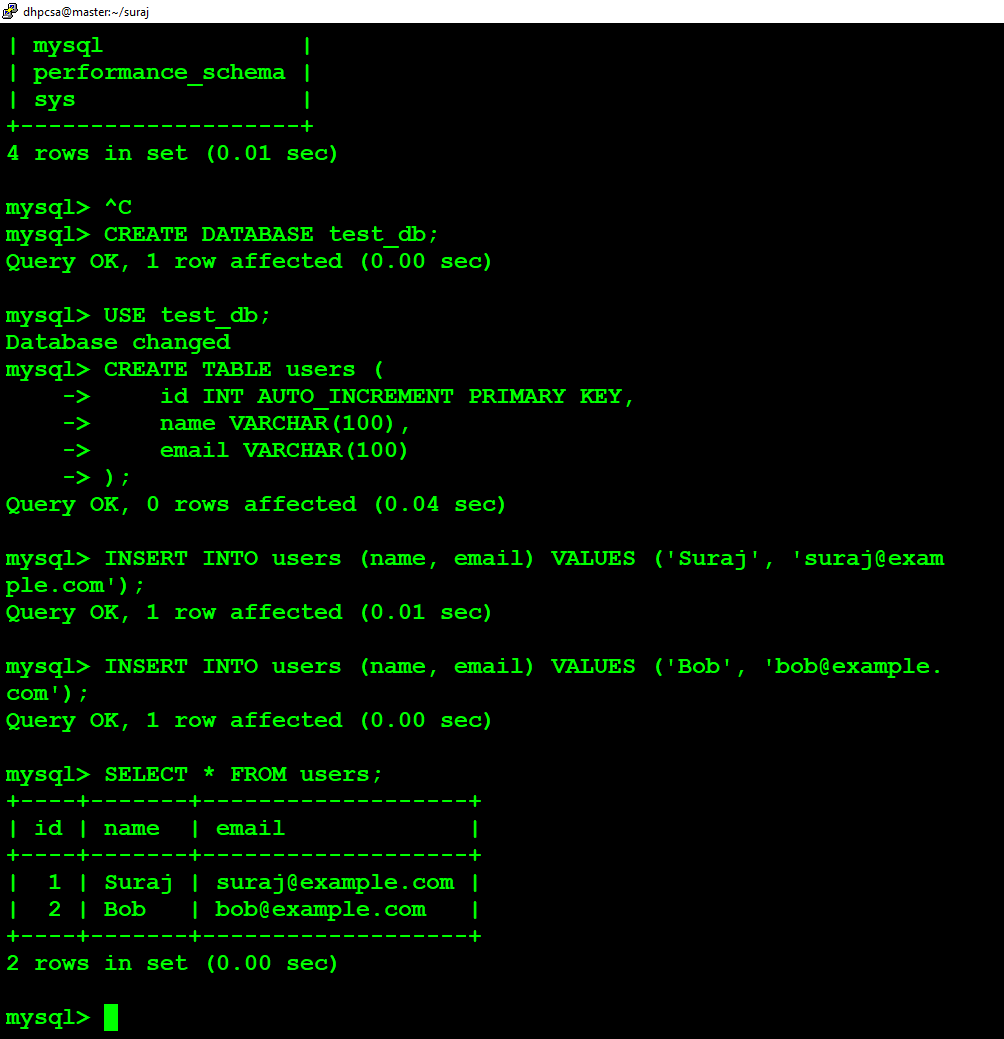 dhpcsa@master:~/suraj
| mysql              |
| performance_schema |
| sys                |
+--------------------+
4 rows in set (0.01 sec)

mysql> ^C
mysql> CREATE DATABASE test_db;
Query OK, 1 row affected (0.00 sec)

mysql> USE test_db;
Database changed
mysql> CREATE TABLE users (
    ->     id INT AUTO_INCREMENT PRIMARY KEY,
    ->     name VARCHAR(100),
    ->     email VARCHAR(100)
    -> );
Query OK, 0 rows affected (0.04 sec)

mysql> INSERT INTO users (name, email) VALUES ('Suraj', 'suraj@exam
ple.com');
Query OK, 1 row affected (0.01 sec)

mysql> INSERT INTO users (name, email) VALUES ('Bob', 'bob@example.
com');
Query OK, 1 row affected (0.00 sec)

mysql> SELECT * FROM users;
+----+-------+-------------------+
| id | name  | email             |
+----+-------+-------------------+
|  1 | Suraj | suraj@example.com |
|  2 | Bob   | bob@example.com   |
+----+-------+-------------------+
2 rows in set (0.00 sec)

mysql>